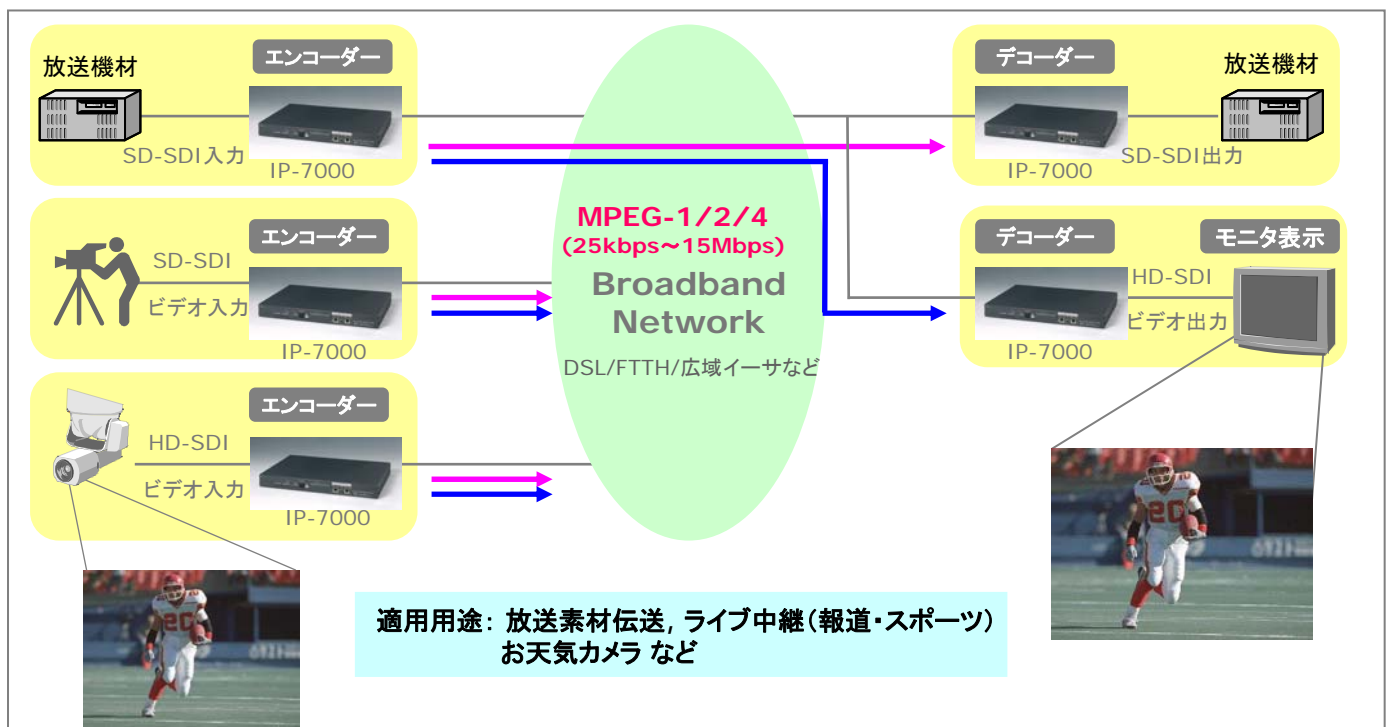 放送機材
エンコーダー
SD-SDI入力
IP-7000
エンコーダー
SD-SDI
ビデオ入力
IP-7000
エンコーダー
HD-SDI
ビデオ入力
IP-7000
MPEG-1/2/4
(25kbps～15Mbps)
Broadband
Network
DSL/FTTH/広域イーサなど
デコーダー
放送機材
IP-7000
SD-SDI出力
デコーダー
モニタ表示
HD-SDI
ビデオ出力
IP-7000
20
20
適用用途： 放送素材伝送, ライブ中継（報道・スポーツ）
お天気カメラ など